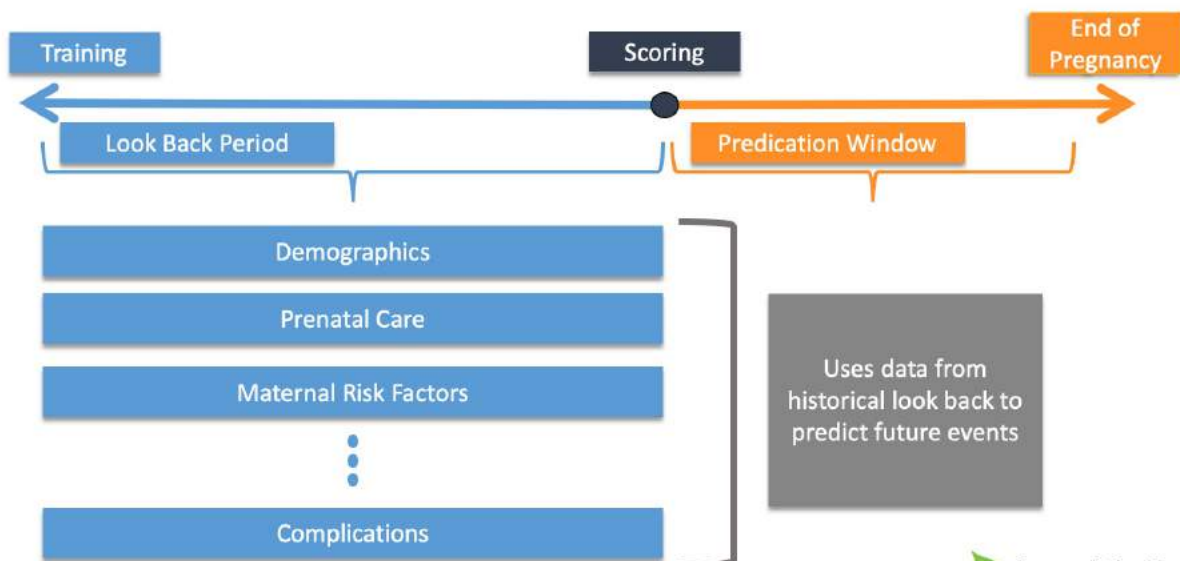 Training
Scoring
End of
Pregnancy
Look Back Period
Predication Window
Demographics
Prenatal Care
Maternal Risk Factors
Complications
Uses data from
historical look back to
predict future events